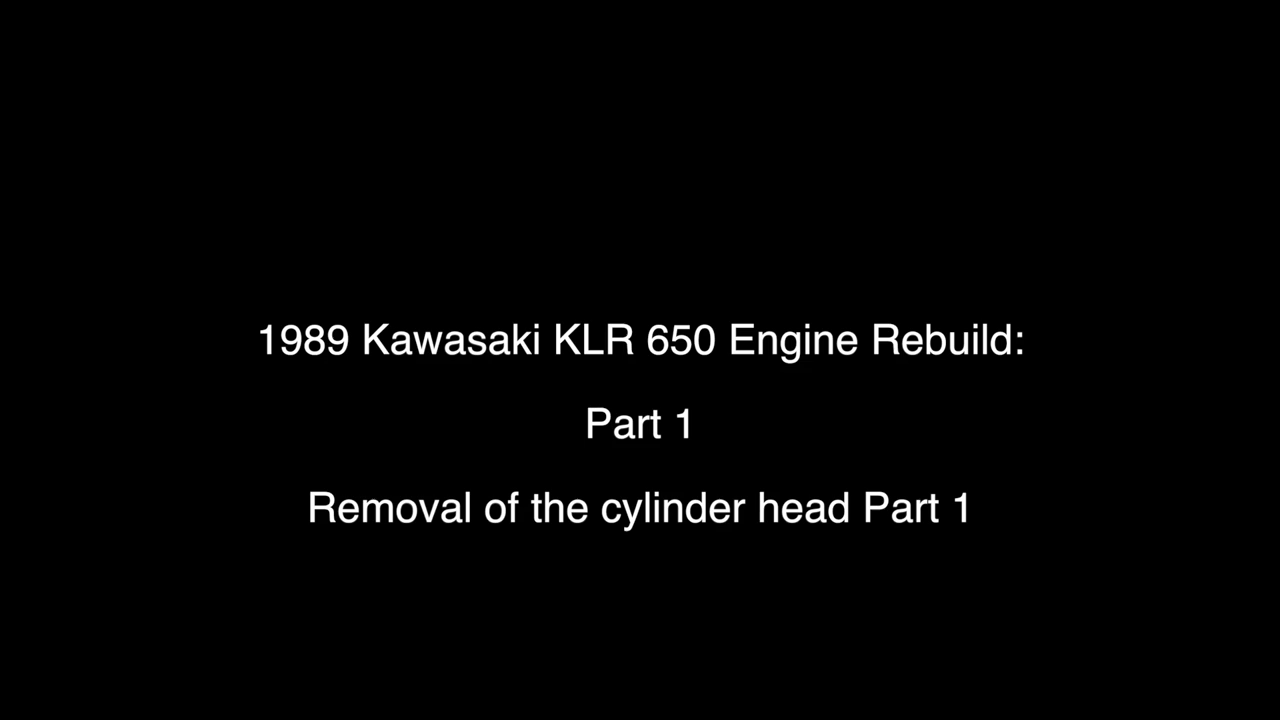 1989 Kawasaki KLR 650 Engine Rebuild:
Part 1
Removal of the cylinder head Part 1